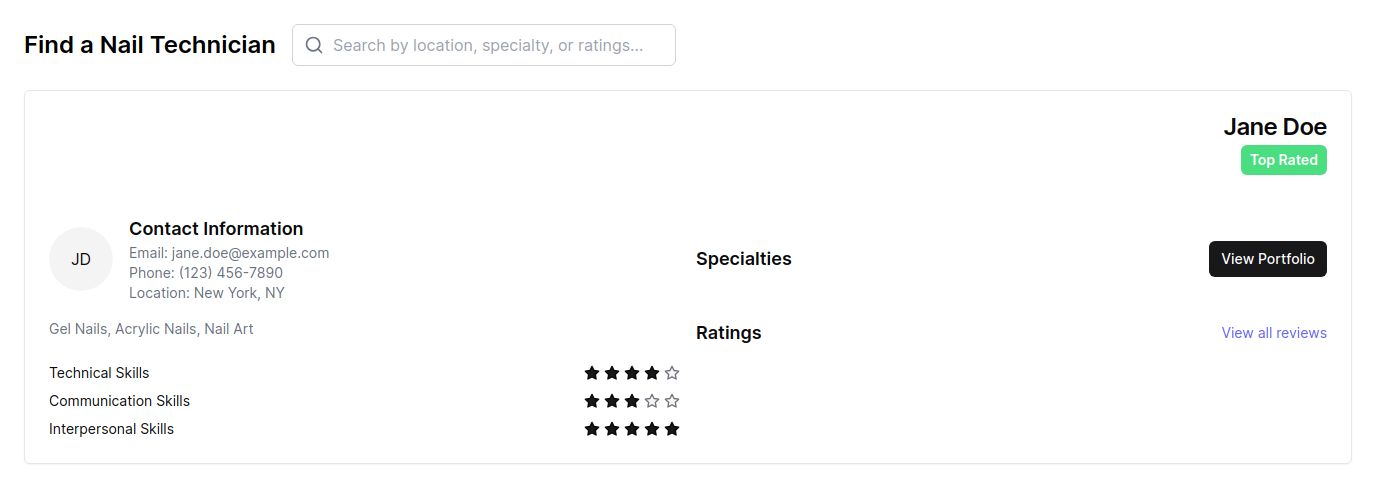 Find a Nail Technician
Search by location, specialty, or ratings...
Jane Doe
Top Rated
JD
Contact Information
Email: jane.doe@example.com
Phone: (123) 456-7890
Location: New York, NY
Specialties
View Portfolio
Gel Nails, Acrylic Nails, Nail Art
Ratings
View all reviews
Technical Skills
Communication Skills
Interpersonal Skills